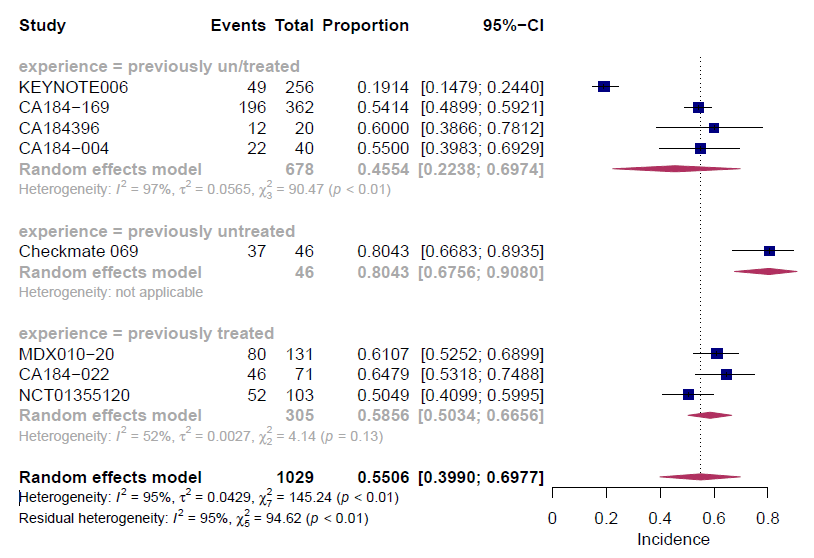 Study Events Total Proportion 95%−CI
experience = previously un/treated
KEYNOTE006 49 256 0.1914 [0.1479; 0.2440]
CA184−169 196 362 0.5414 [0.4899; 0.5921]
CA184396 12 20 0.6000 [0.3866; 0.7812]
CA184−004 22 40 0.5500 [0.3983; 0.6929]
Random effects model 678 0.4554 [0.2238; 0.6974]
Heterogeneity: I² = 97%, τ² = 0.0565, χ²₃ = 90.47 (p < 0.01)
experience = previously untreated
Checkmate 069 37 46 0.8043 [0.6683; 0.8935]
Random effects model 46 0.8043 [0.6756; 0.9080]
Heterogeneity: not applicable
experience = previously treated
MDX010−20 80 131 0.6107 [0.5252; 0.6899]
CA184−022 46 71 0.6479 [0.5318; 0.7488]
NCT01355120 52 103 0.5049 [0.4099; 0.5995]
Random effects model 305 0.5856 [0.5034; 0.6656]
Heterogeneity: I² = 52%, τ² = 0.0027, χ²₂ = 4.14 (p = 0.13)
Random effects model 1029 0.5506 [0.3990; 0.6977]
Heterogeneity: I² = 95%, τ² = 0.0429, χ²₇ = 145.24 (p < 0.01)
Residual heterogeneity: I² = 95%, χ²₅ = 94.62 (p < 0.01)
0 0.2 0.4 0.6 0.8
Incidence